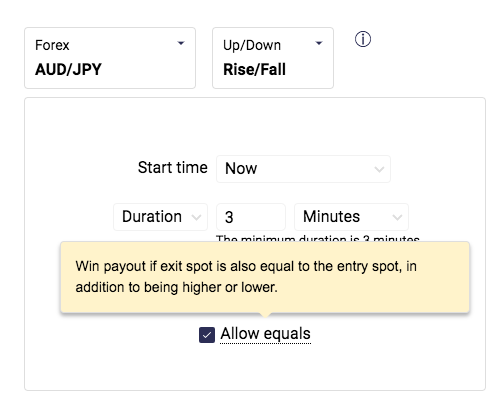 Forex
AUD/JPY
Up/Down
Rise/Fall
Start time Now
Duration 3 Minutes
The minimum duration is 3 minutes
Win payout if exit spot is also equal to the entry spot, in
addition to being higher or lower.
Allow equals